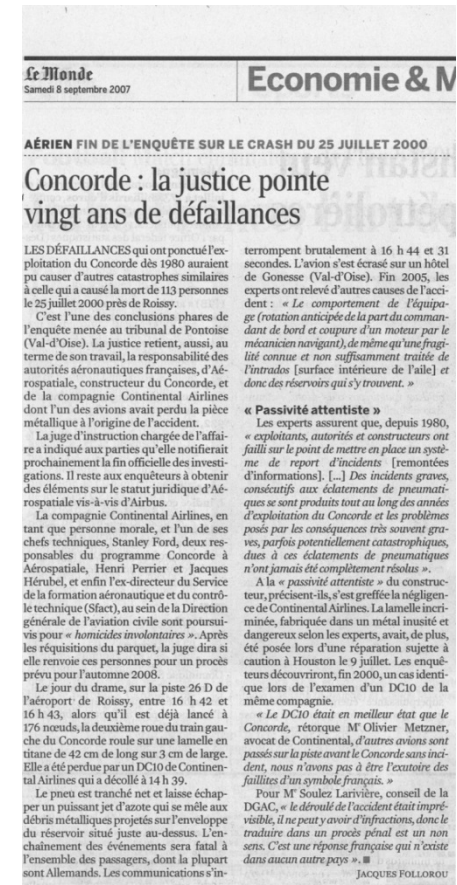 Le Monde
Samedi 8 septembre 2007
Economie & M
AÉRIEN FIN DE L'ENQUÊTE SUR LE CRASH DU 25 JUILLET 2000
Concorde : la justice pointe
vingt ans de défaillances
LES DÉFAILLANCES qui ont ponctué l'ex-
ploitation du Concorde dès 1980 auraient
pu causer d'autres catastrophes similaires
à celle qui a causé la mort de 113 personnes
le 25 juillet 2000 près de Roissy.
C'est l'une des conclusions phares de
l'enquête menée au tribunal de Pontoise
(Val-d'Oise). La justice retient, aussi, au
terme de son travail, la responsabilité des
autorités aéronautiques françaises, d'Aé-
rospatiale, constructeur du Concorde, et
de la compagnie Continental Airlines
dont l'un des avions avait perdu la pièce
métallique à l'origine de l'accident.
La juge d'instruction chargée de l'affai-
re a indiqué aux parties qu'elle notifierait
prochainement la fin officielle des investi-
gations. Il reste aux enquêteurs à obtenir
des éléments sur le statut juridique d'Aé-
rospatiale vis-à-vis d'Airbus.
La compagnie Continental Airlines, en
tant que personne morale, et l'un de ses
chefs techniques, Stanley Ford, deux res-
ponsables du programme Concorde à
Aérospatiale, Henri Perrier et Jacques
Hérubel, et enfin l'ex-directeur du Service
de la formation aéronautique et du contrô-
le technique (Sfact), au sein de la Direction
générale de l'aviation civile sont poursui-
vis pour « homicides involontaires ». Après
les réquisitions du parquet, la juge dira si
elle renvoie ces personnes pour un procès
prévu pour l'automne 2008.
Le jour du drame, sur la piste 26 D de
l'aéroport de Roissy, entre 16 h 42 et
16 h 43, alors qu'il est déjà lancé à
176 nœuds, la deuxième roue du train gau-
che du Concorde roule sur une lamelle en
titane de 42 cm de long sur 3 cm de large.
Elle a été perdue par un DC10 de Continen-
tal Airlines qui a décollé à 14 h 39.
Le pneu est tranché net et laisse échap-
per un puissant jet d'azote qui se mêle aux
débris métalliques projetés sur l'enveloppe
du réservoir situé juste au-dessus. L'en-
chaînement des événements sera fatal à
l'ensemble des passagers, dont la plupart
sont Allemands. Les communications s'in-
terrompent brutalement à 16 h 44 et 31
secondes. L'avion s'est écrasé sur un hôtel
de Gonesse (Val-d'Oise). Fin 2005, les
experts ont relevé d'autres causes de l'acci-
dent : « Le comportement de l'équipa-
ge (rotation anticipée de la part du comman-
dant de bord et coupure d'un moteur par le
mécanicien navigant), de même qu'une fragi-
lité connue et non suffisamment traitée de
l'intrados [surface intérieure de l'aile] et
donc des réservoirs qui s'y trouvent. »
« Passivité attentiste »
Les experts assurent que, depuis 1980,
« exploitants, autorités et constructeurs ont
failli sur le point de mettre en place un systè-
me de report d'incidents [remontées
d'informations]. [...] Des incidents graves,
consécutifs aux éclatements de pneumati-
ques se sont produits tout au long des années
d'exploitation du Concorde et les problèmes
posés par les conséquences très souvent gra-
ves, parfois potentiellement catastrophiques,
dues à ces éclatements de pneumatiques
n'ont jamais été complètement résolus ».
A la « passivité attentiste » du construc-
teur, précisent-ils, s'est greffée la négligen-
ce de Continental Airlines. La lamelle incri-
minée, fabriquée dans un métal inusité et
dangereux selon les experts, avait, de plus,
été posée lors d'une réparation sujette à
caution à Houston le 9 juillet. Les enquê-
teurs découvriront, fin 2000, un cas identi-
que lors de l'examen d'un DC10 de la
même compagnie.
« Le DC10 était en meilleur état que le
Concorde, rétorque Mᵉ Olivier Metzner,
avocat de Continental, d'autres avions sont
passés sur la piste avant le Concorde sans inci-
dent, nous n'avons pas à être l'exutoire des
faillites d'un symbole français. »
Pour Mᵉ Soulez Larivière, conseil de la
DGAC, « le déroulé de l'accident était impré-
visible, il ne peut y avoir d'infractions, donc le
traduire dans un procès pénal est un non
sens. C'est une réponse française qui n'existe
dans aucun autre pays ». ■
JACQUES FOLLOROU